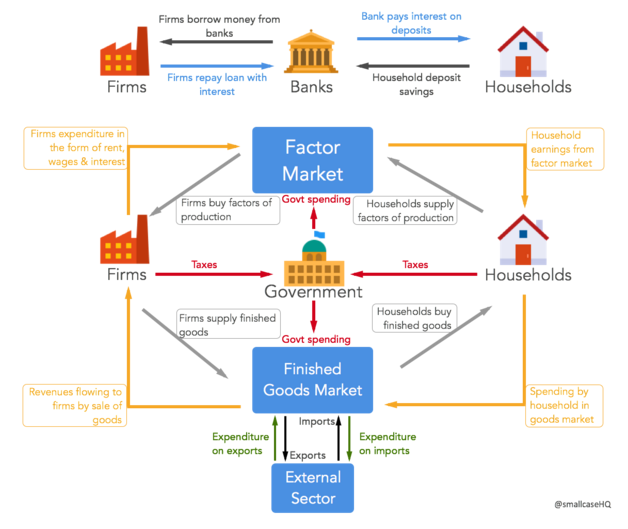 Firms borrow money from
banks
Bank pays interest on
deposits
Firms
Firms repay loan with
interest
Banks
Household deposit
savings
Households
Firms expenditure in
the form of rent,
wages & interest
Factor
Market
Household
earnings from
factor market
Firms buy factors of
production
Govt spending
Households supply
factors of production
Firms
Taxes
Government
Taxes
Households
Firms supply finished
goods
Govt spending
Households buy
finished goods
Revenues flowing to
firms by sale of
goods
Finished
Goods Market
Spending by
household in
goods market
Expenditure
on exports
Imports
Exports
Expenditure
on imports
External
Sector
@smallcaseHQ